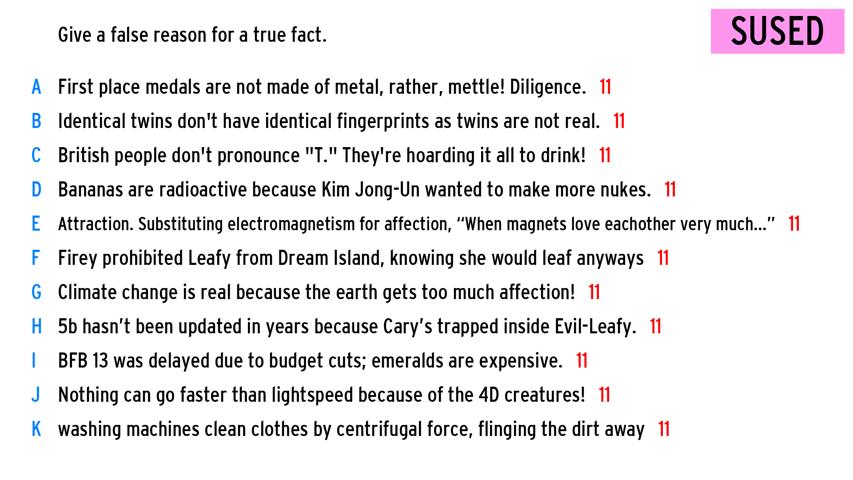 Give a false reason for a true fact.
SUSED
A First place medals are not made of metal, rather, mettle! Diligence. 11
B Identical twins don't have identical fingerprints as twins are not real. 11
C British people don't pronounce "T." They're hoarding it all to drink! 11
D Bananas are radioactive because Kim Jong-Un wanted to make more nukes. 11
E Attraction. Substituting electromagnetism for affection, “When magnets love eachother very much...” 11
F Firey prohibited Leafy from Dream Island, knowing she would leaf anyways 11
G Climate change is real because the earth gets too much affection! 11
H 5b hasn’t been updated in years because Cary’s trapped inside Evil-Leafy. 11
I BFB 13 was delayed due to budget cuts; emeralds are expensive. 11
J Nothing can go faster than lightspeed because of the 4D creatures! 11
K washing machines clean clothes by centrifugal force, flinging the dirt away 11